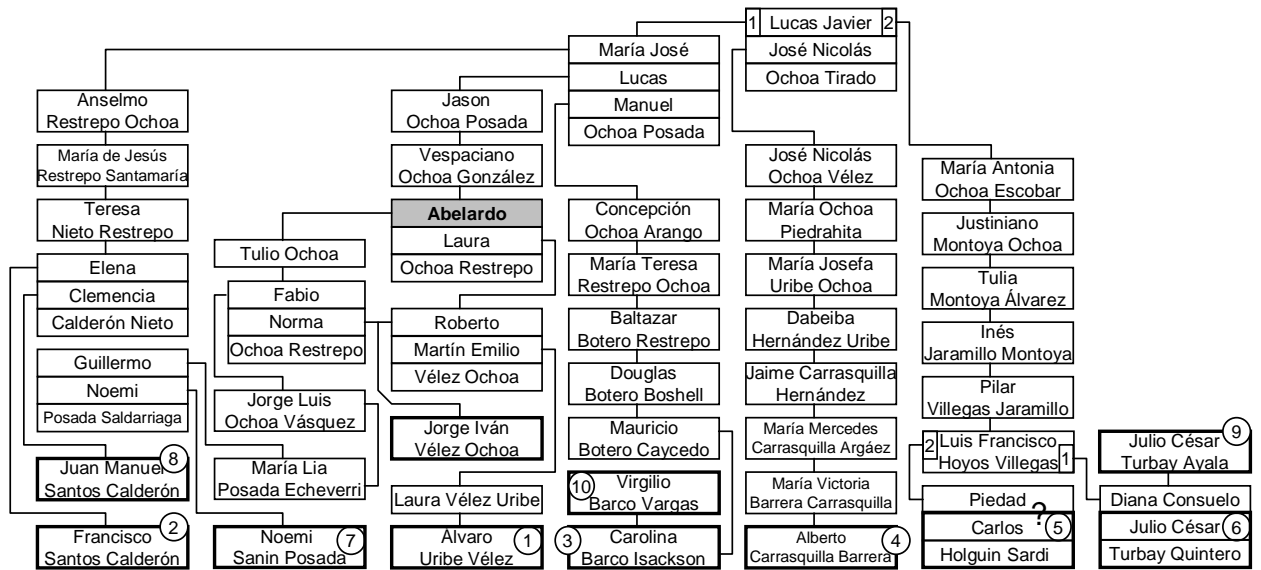 1 Lucas Javier 2
José Nicolás
Ochoa Tirado
María José
Lucas
Manuel
Ochoa Posada
Anselmo
Restrepo Ochoa
María de Jesús
Restrepo Santamaría
Teresa
Nieto Restrepo
Elena
Clemencia
Calderón Nieto
Guillermo
Noemi
Posada Saldarriaga
Juan Manuel
Santos Calderón
8
Francisco
Santos Calderón
2
Tulio Ochoa
Fabio
Norma
Ochoa Restrepo
Jorge Luis
Ochoa Vásquez
María Lia
Posada Echeverri
Noemi
Sanin Posada
7
Jason
Ochoa Posada
Vespaciano
Ochoa González
Abelardo
Laura
Ochoa Restrepo
Roberto
Martín Emilio
Vélez Ochoa
Jorge Iván
Vélez Ochoa
Laura Vélez Uribe
Alvaro
Uribe Vélez
1
Concepción
Ochoa Arango
María Teresa
Restrepo Ochoa
Baltazar
Botero Restrepo
Douglas
Botero Boshell
Mauricio
Botero Caycedo
10
Virgilio
Barco Vargas
3
Carolina
Barco Isackson
José Nicolás
Ochoa Vélez
María Ochoa
Piedrahita
María Josefa
Uribe Ochoa
Dabeiba
Hernández Uribe
Jaime Carrasquilla
Hernández
María Mercedes
Carrasquilla Argáez
María Victoria
Barrera Carrasquilla
Alberto
Carrasquilla Barrera
4
María Antonia
Ochoa Escobar
Justiniano
Montoya Ochoa
Tulia
Montoya Álvarez
Inés
Jaramillo Montoya
Pilar
Villegas Jaramillo
2 Luis Francisco
Hoyos Villegas 1
Piedad
Carlos ? 5
Holguin Sardi
Julio César
Turbay Ayala
9
Diana Consuelo
Julio César
Turbay Quintero
6